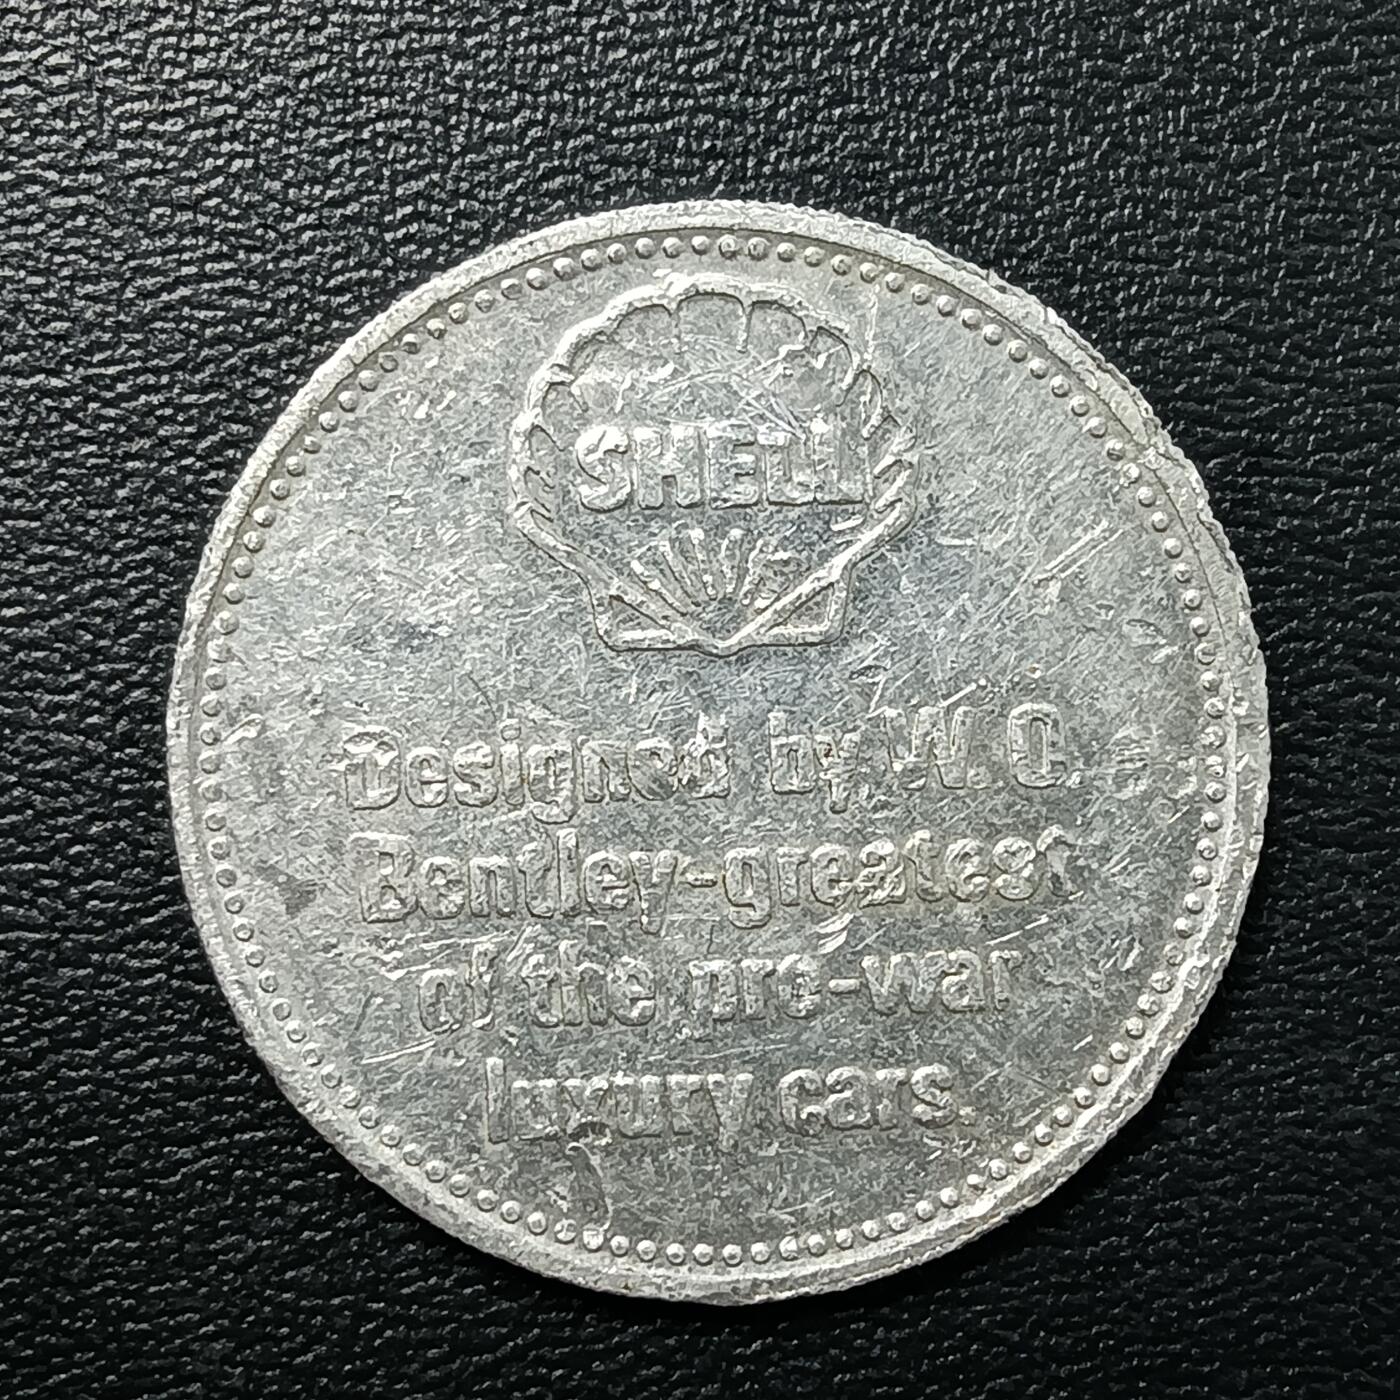 SHELL
Designed by W. O.
Bentley-greatest
of the pre-war
luxury cars.